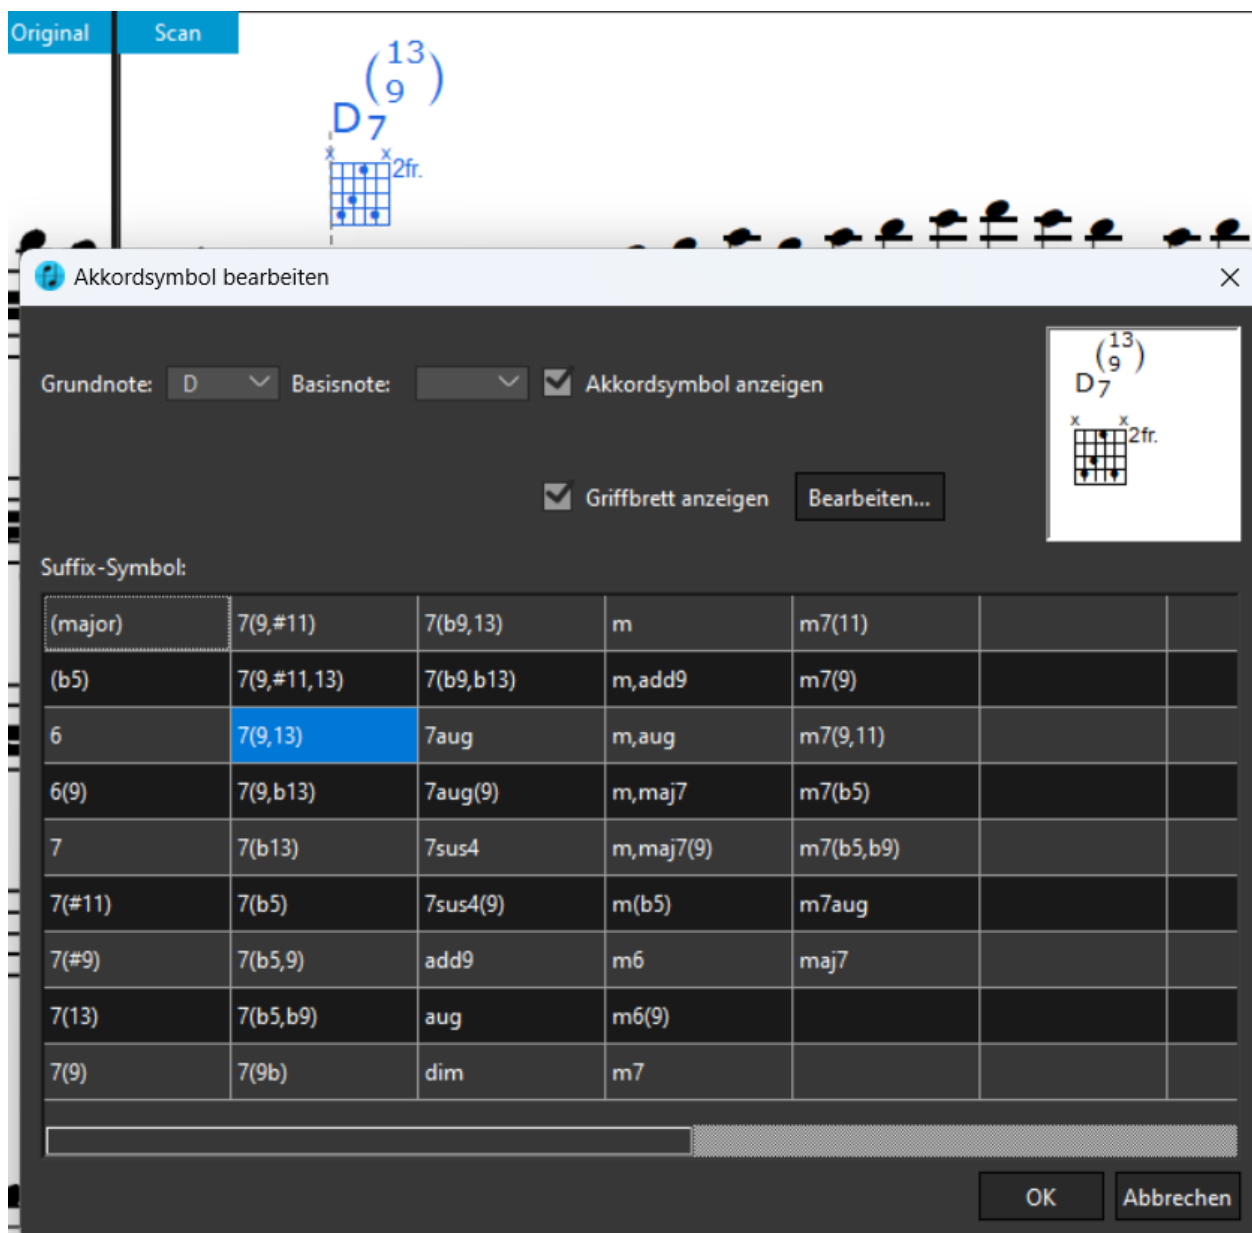 Original Scan
D7(13 9)
x x 2fr.
Akkordsymbol bearbeiten
Grundnote: D Basisnote: Akkordsymbol anzeigen
D7(13 9)
x x 2fr.
Griffbrett anzeigen Bearbeiten...
Suffix-Symbol:
(major) 7(9,#11) 7(b9,13) m m7(11)
(b5) 7(9,#11,13) 7(b9,b13) m,add9 m7(9)
6 7(9,13) 7aug m,aug m7(9,11)
6(9) 7(9,b13) 7aug(9) m,maj7 m7(b5)
7 7(b13) 7sus4 m,maj7(9) m7(b5,b9)
7(#11) 7(b5) 7sus4(9) m(b5) m7aug
7(#9) 7(b5,9) add9 m6 maj7
7(13) 7(b5,b9) aug m6(9)
7(9) 7(9b) dim m7
OK Abbrechen